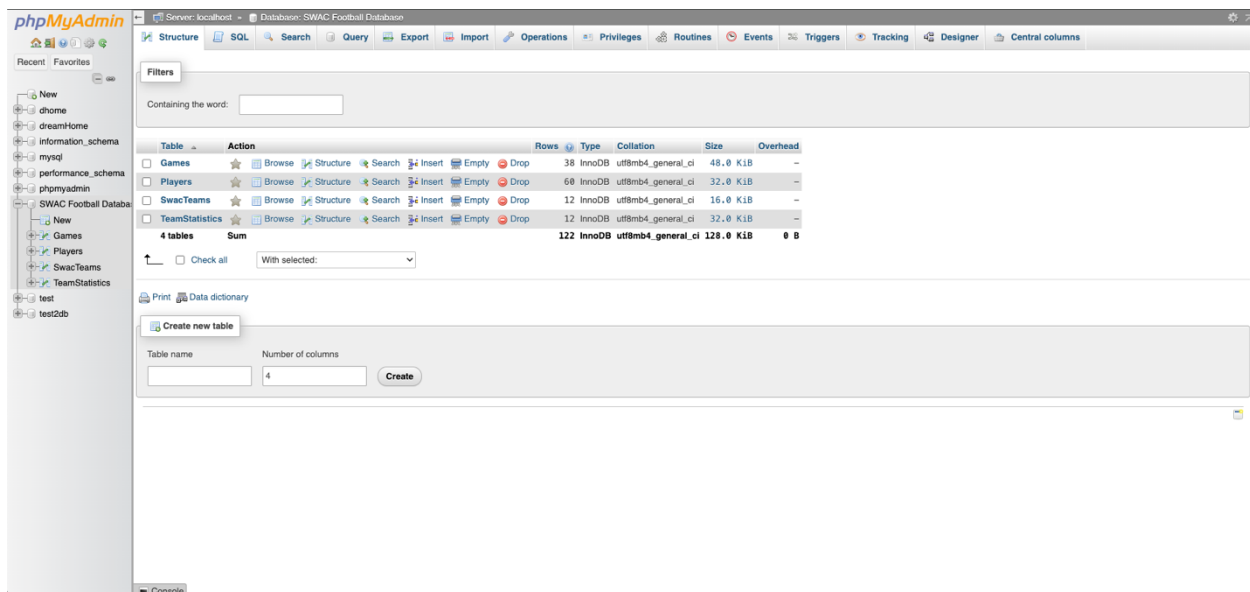 phpMyAdmin
Recent Favorites
New
dhome
dreamHome
information_schema
mysql
performance_schema
phpmyadmin
SWAC Football Databa
New
Games
Players
SwacTeams
TeamStatistics
test
test2db
Server: localhost » Database: SWAC Football Database
Structure SQL Search Query Export Import Operations Privileges Routines Events Triggers Tracking Designer Central columns
Filters
Containing the word:
Table Action Rows Type Collation Size Overhead
Games Browse Structure Search Insert Empty Drop 38 InnoDB utf8mb4_general_ci 48.0 KiB -
Players Browse Structure Search Insert Empty Drop 60 InnoDB utf8mb4_general_ci 32.0 KiB -
SwacTeams Browse Structure Search Insert Empty Drop 12 InnoDB utf8mb4_general_ci 16.0 KiB -
TeamStatistics Browse Structure Search Insert Empty Drop 12 InnoDB utf8mb4_general_ci 32.0 KiB -
4 tables Sum 122 InnoDB utf8mb4_general_ci 128.0 KiB 0 B
Check all With selected:
Print Data dictionary
Create new table
Table name Number of columns
4 Create
Console